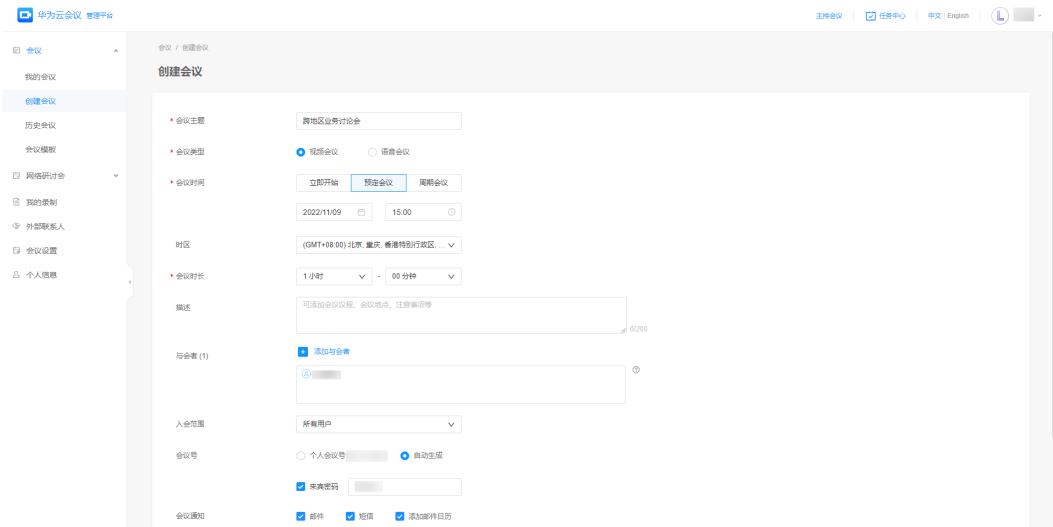 华为云会议 管理平台
主持会议 任务中心 中文 | English L
会议
我的会议
创建会议
历史会议
会议模板
网络研讨会
我的录制
外部联系人
会议设置
个人信息
会议 / 创建会议
创建会议
* 会议主题 跨地区业务讨论会
* 会议类型 视频会议 语音会议
* 会议时间 立即开始 预定会议 周期会议
2022/11/09 15:00
时区 (GMT+08:00) 北京, 重庆, 香港特别行政区, ...
* 会议时长 1 小时 - 00 分钟
描述 可添加会议议程、会议地点、注意事项等
0/200
与会者 (1) + 添加与会者
入会范围 所有用户
会议号 个人会议号 自动生成
来宾密码
会议通知 邮件 短信 添加邮件日历